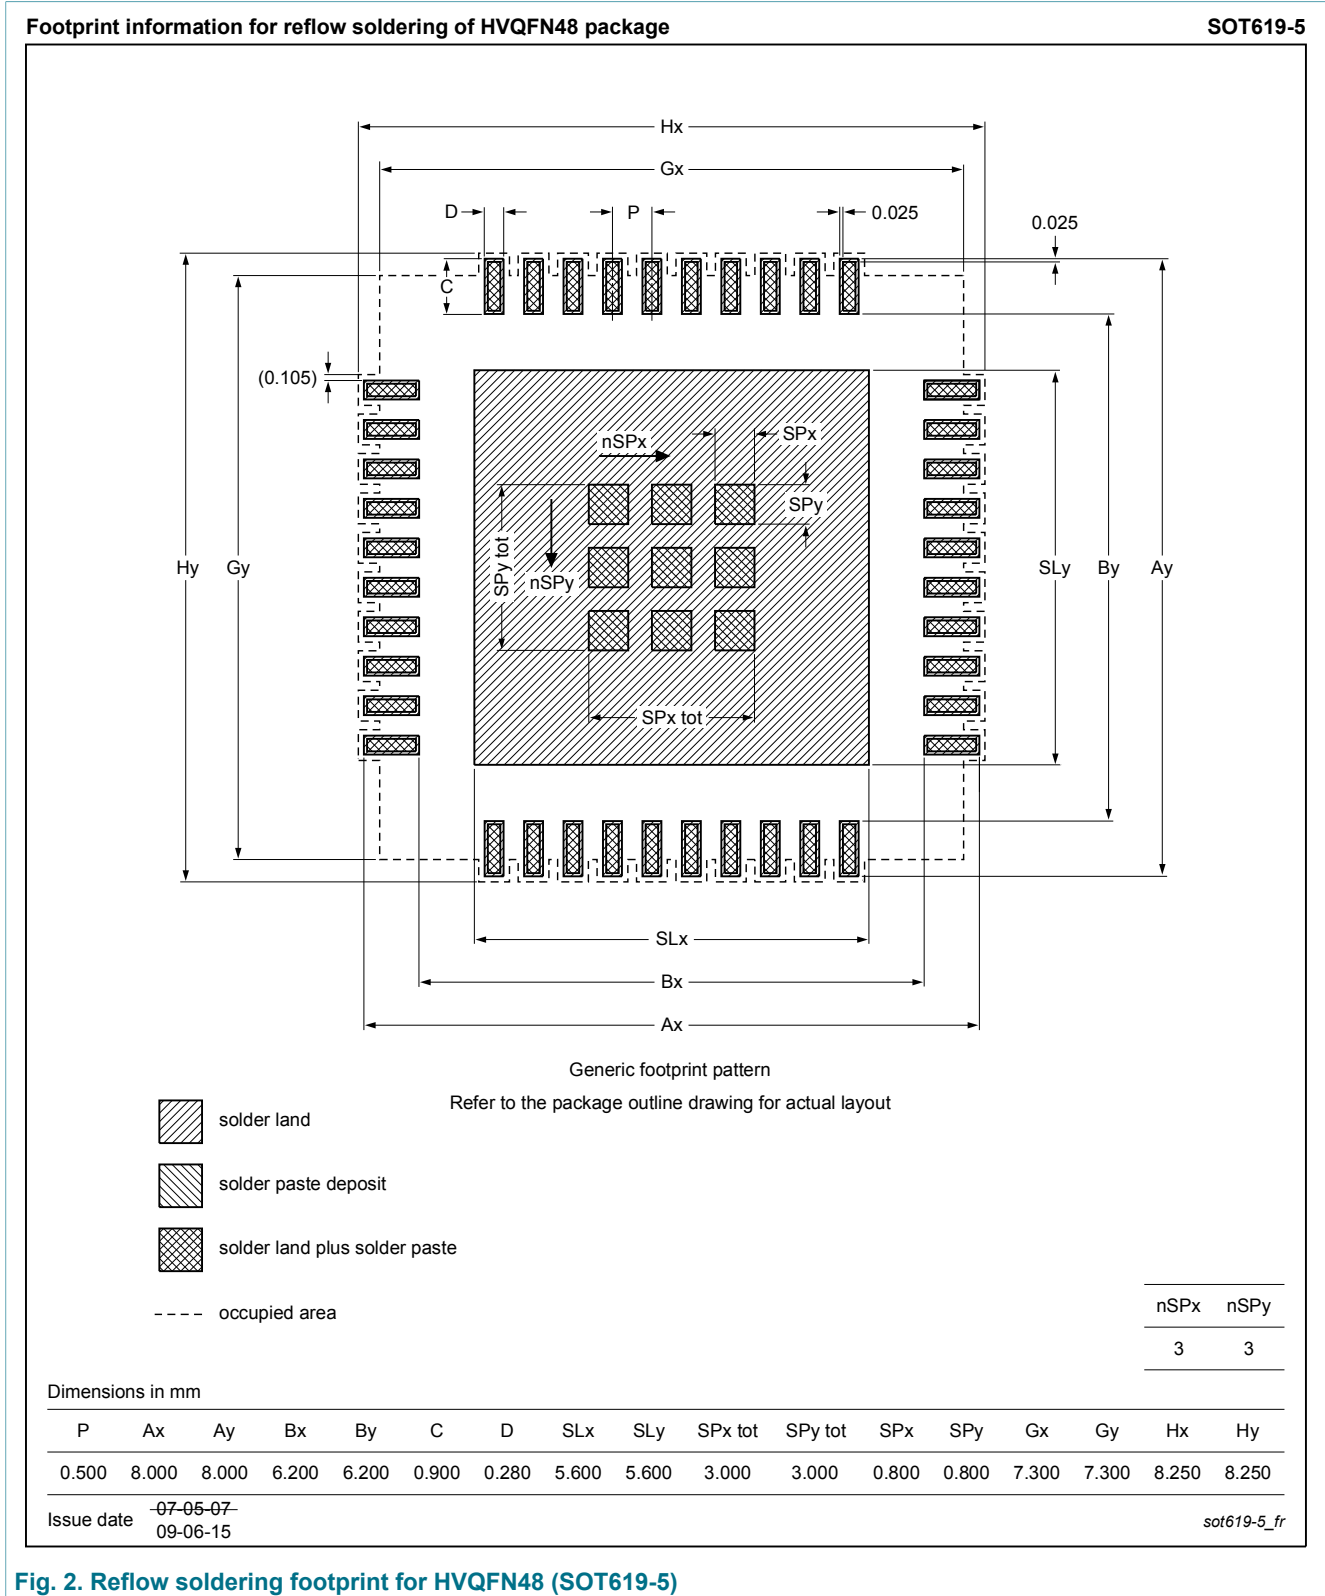 Footprint information for reflow soldering of HVQFN48 package SOT619-5
Hx
Gx
D P 0.025
0.025
C
(0.105)
nSPx SPx
SPy
SPy tot
nSPy
Hy Gy SLy By Ay
SPx tot
SLx
Bx
Ax
Generic footprint pattern
Refer to the package outline drawing for actual layout
solder land
solder paste deposit
solder land plus solder paste
occupied area
nSPx nSPy
3 3
Dimensions in mm
P Ax Ay Bx By C D SLx SLy SPx tot SPy tot SPx SPy Gx Gy Hx Hy
0.500 8.000 8.000 6.200 6.200 0.900 0.280 5.600 5.600 3.000 3.000 0.800 0.800 7.300 7.300 8.250 8.250
Issue date 07-05-07
09-06-15
sot619-5_fr
Fig. 2. Reflow soldering footprint for HVQFN48 (SOT619-5)